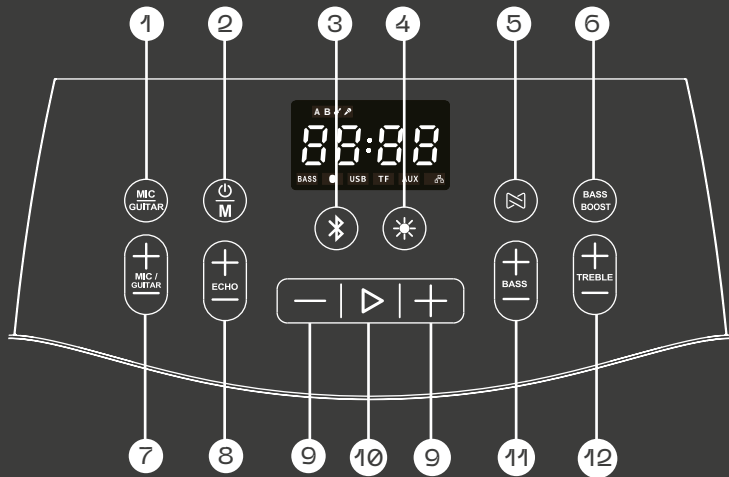 1 2 3 4 5 6
A B
88:88
BASS USB TF AUX
MIC
GUITAR
M
BASS
BOOST
MIC /
GUITAR
ECHO
BASS
TREBLE
7 8 9 10 9 11 12